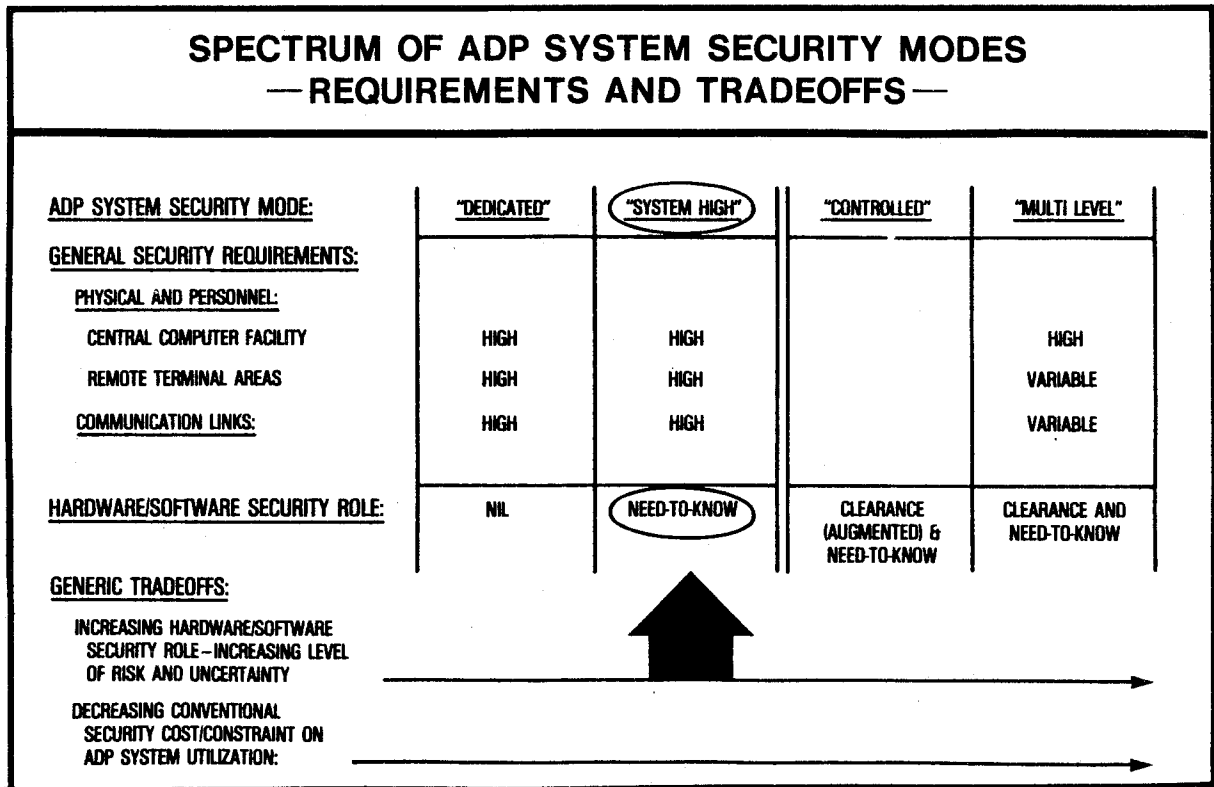 SPECTRUM OF ADP SYSTEM SECURITY MODES
—REQUIREMENTS AND TRADEOFFS—
ADP SYSTEM SECURITY MODE: "DEDICATED" "SYSTEM HIGH" "CONTROLLED" "MULTI LEVEL"
GENERAL SECURITY REQUIREMENTS:
PHYSICAL AND PERSONNEL:
CENTRAL COMPUTER FACILITY HIGH HIGH HIGH
REMOTE TERMINAL AREAS HIGH HIGH VARIABLE
COMMUNICATION LINKS: HIGH HIGH VARIABLE
HARDWARE/SOFTWARE SECURITY ROLE: NIL NEED-TO-KNOW CLEARANCE CLEARANCE AND
(AUGMENTED) & NEED-TO-KNOW
NEED-TO-KNOW
GENERIC TRADEOFFS:
INCREASING HARDWARE/SOFTWARE
SECURITY ROLE–INCREASING LEVEL
OF RISK AND UNCERTAINTY
DECREASING CONVENTIONAL
SECURITY COST/CONSTRAINT ON
ADP SYSTEM UTILIZATION: